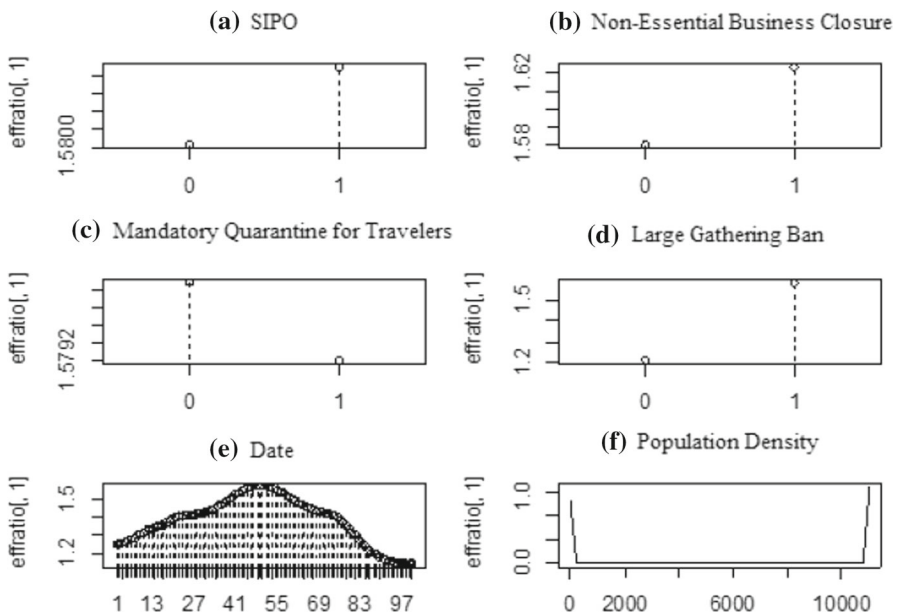 (a) SIPO
effratio[, 1]
1.5800
0 1
(b) Non-Essential Business Closure
effratio[, 1]
1.62
1.58
0 1
(c) Mandatory Quarantine for Travelers
effratio[, 1]
1.5792
0 1
(d) Large Gathering Ban
effratio[, 1]
1.5
1.2
0 1
(e) Date
effratio[, 1]
1.5
1.2
1 13 27 41 55 69 83 97
(f) Population Density
effratio[, 1]
1.0
0.0
0 2000 6000 10000